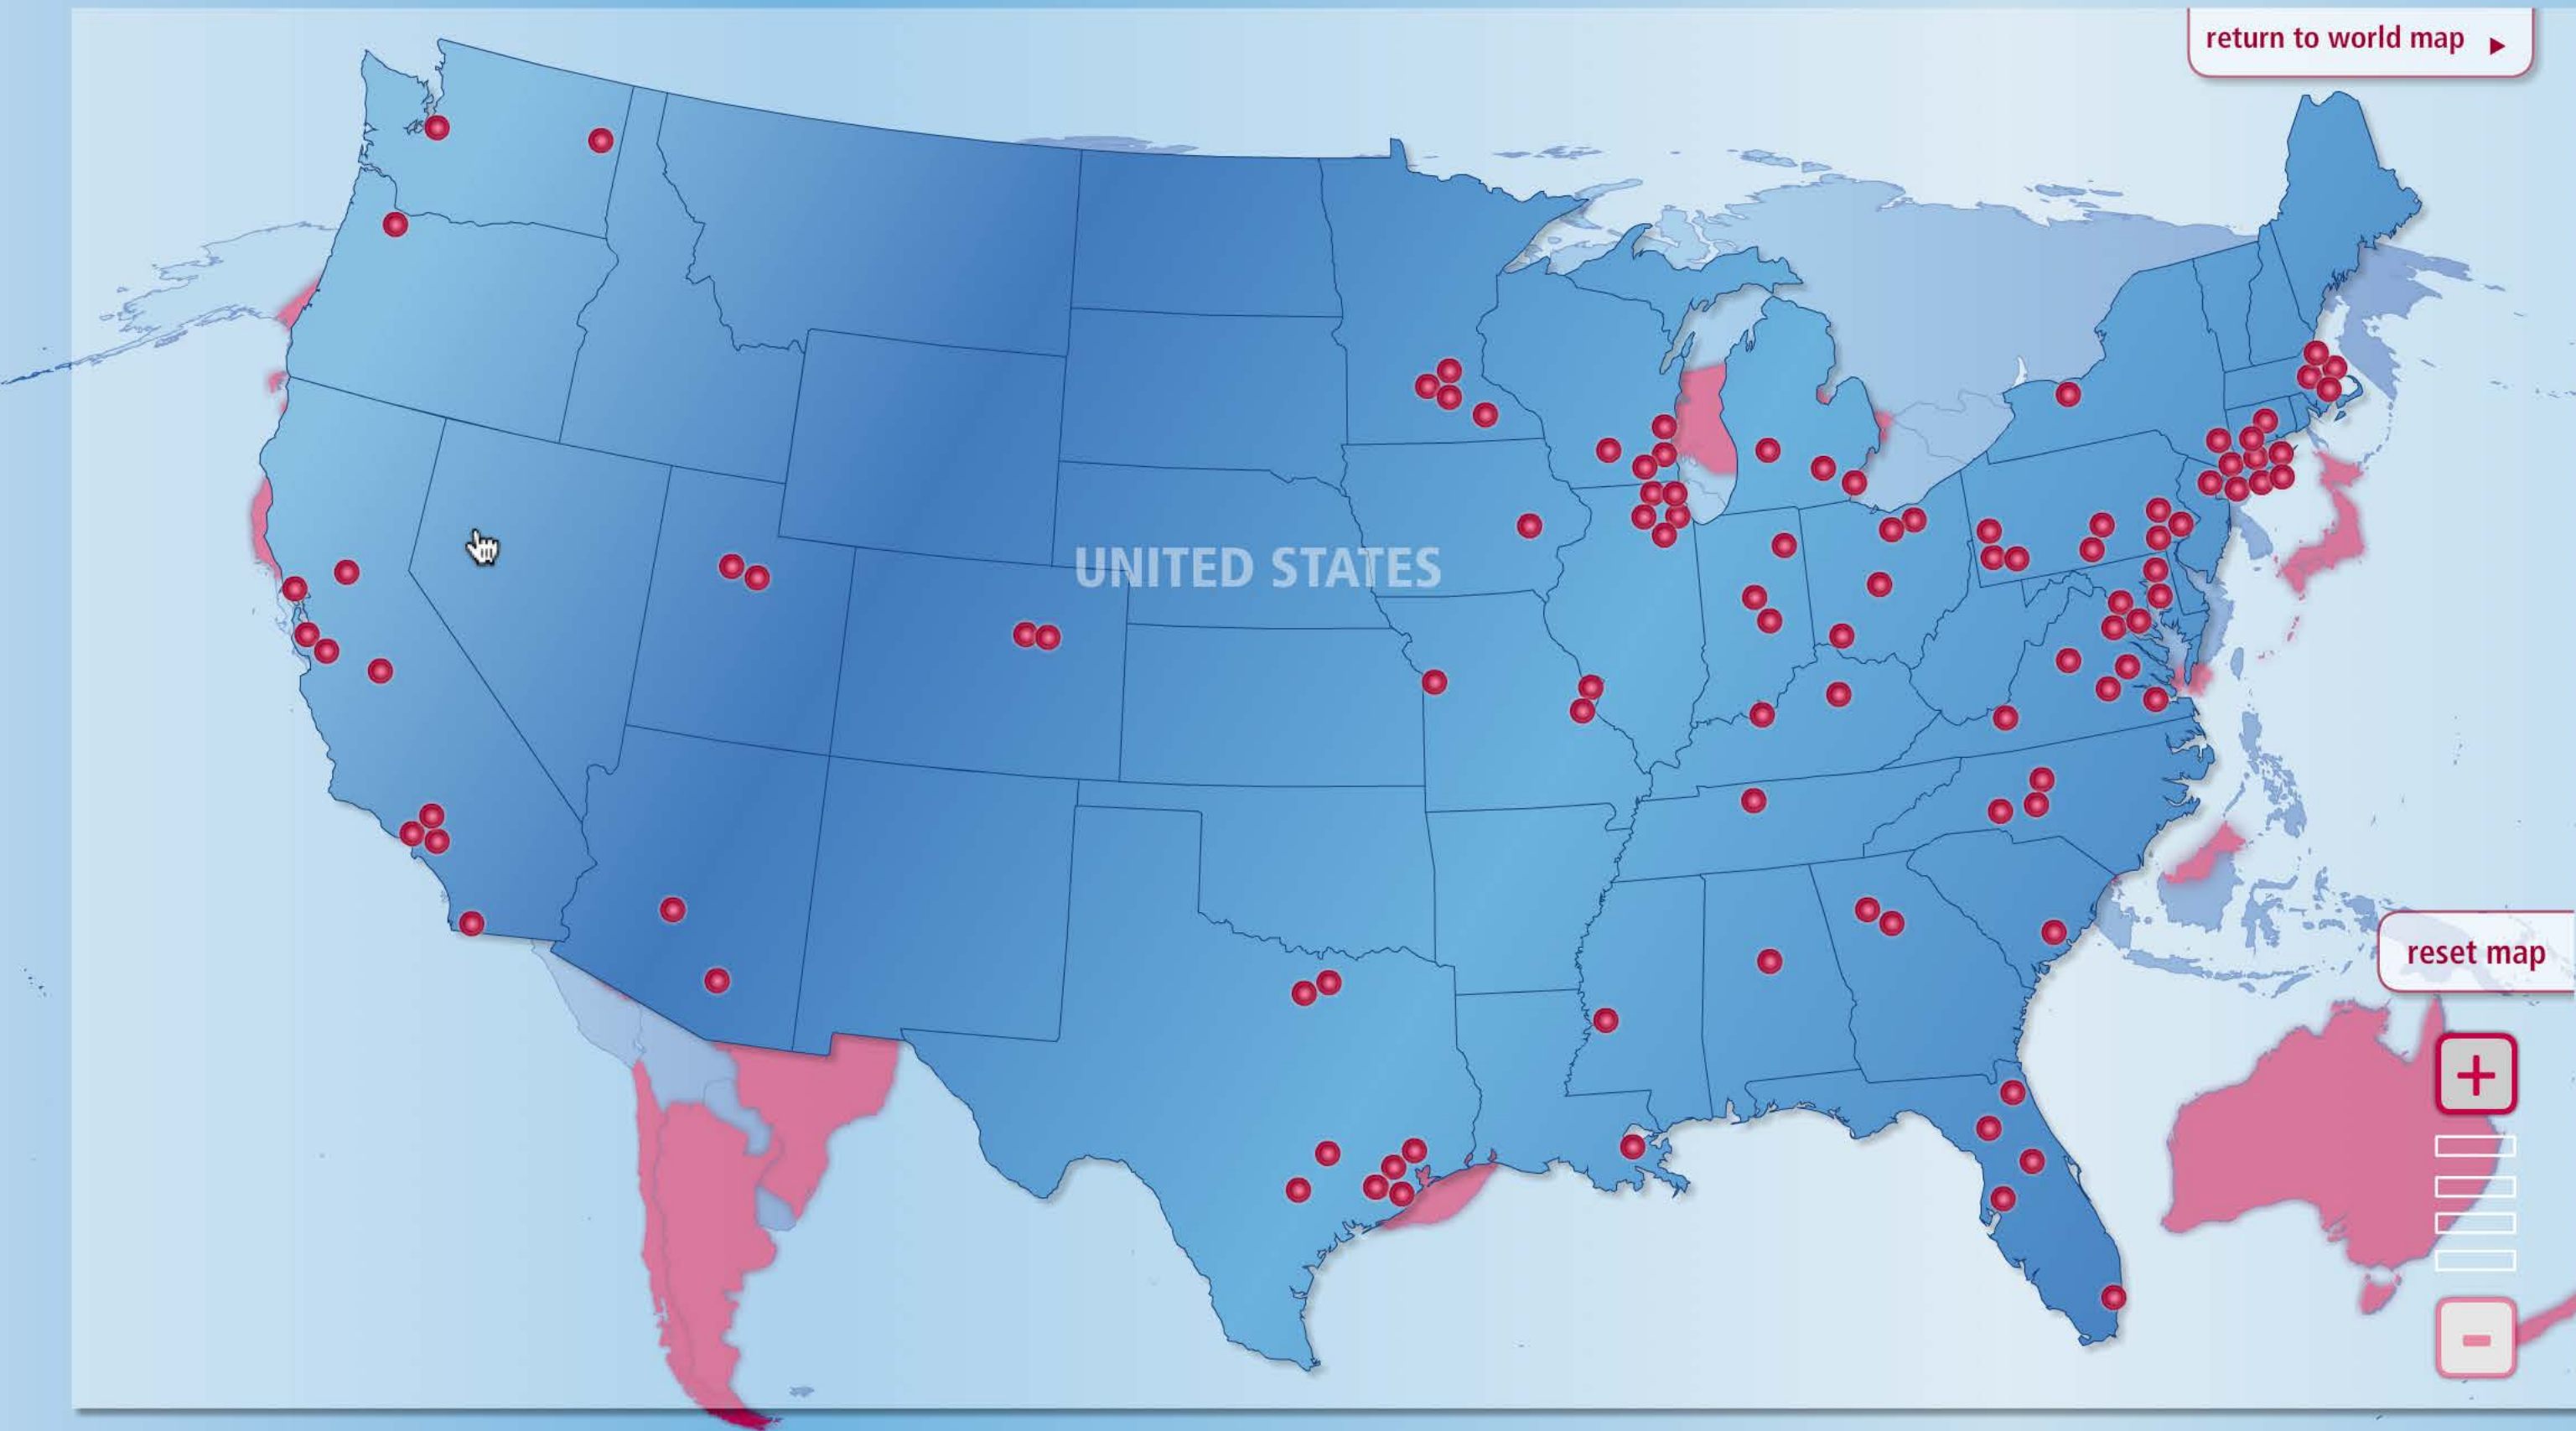 return to world map
UNITED STATES
reset map
+
-